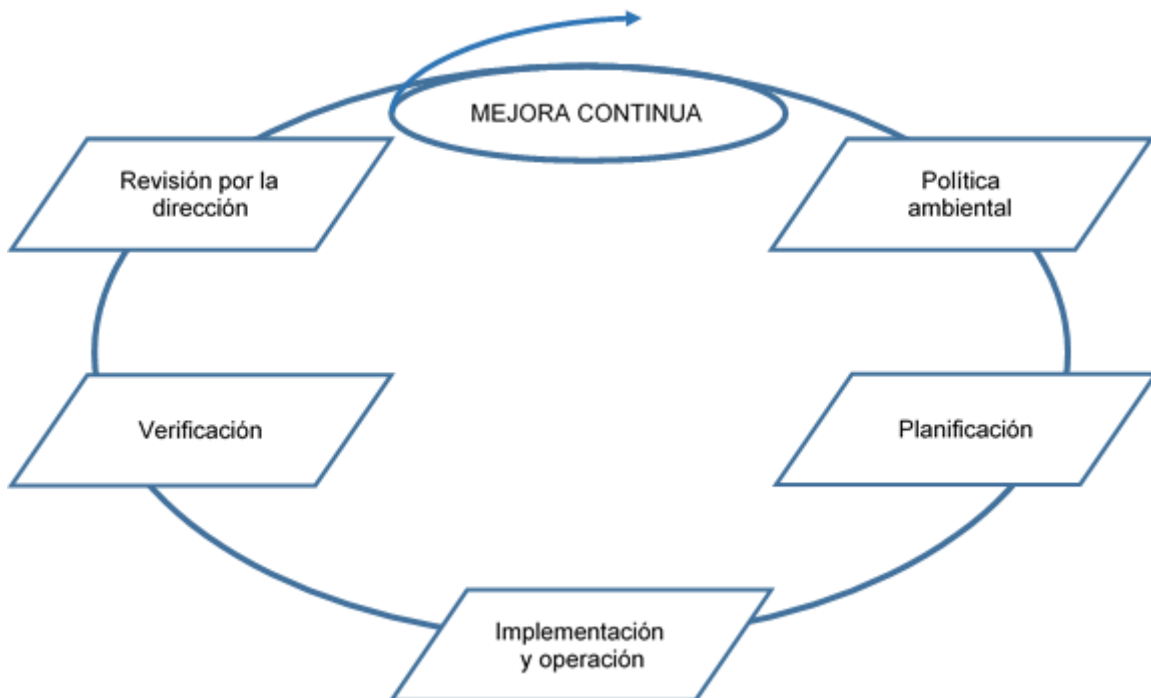 MEJORA CONTINUA
Revisión por la
dirección
Política
ambiental
Verificación
Planificación
Implementación
y operación